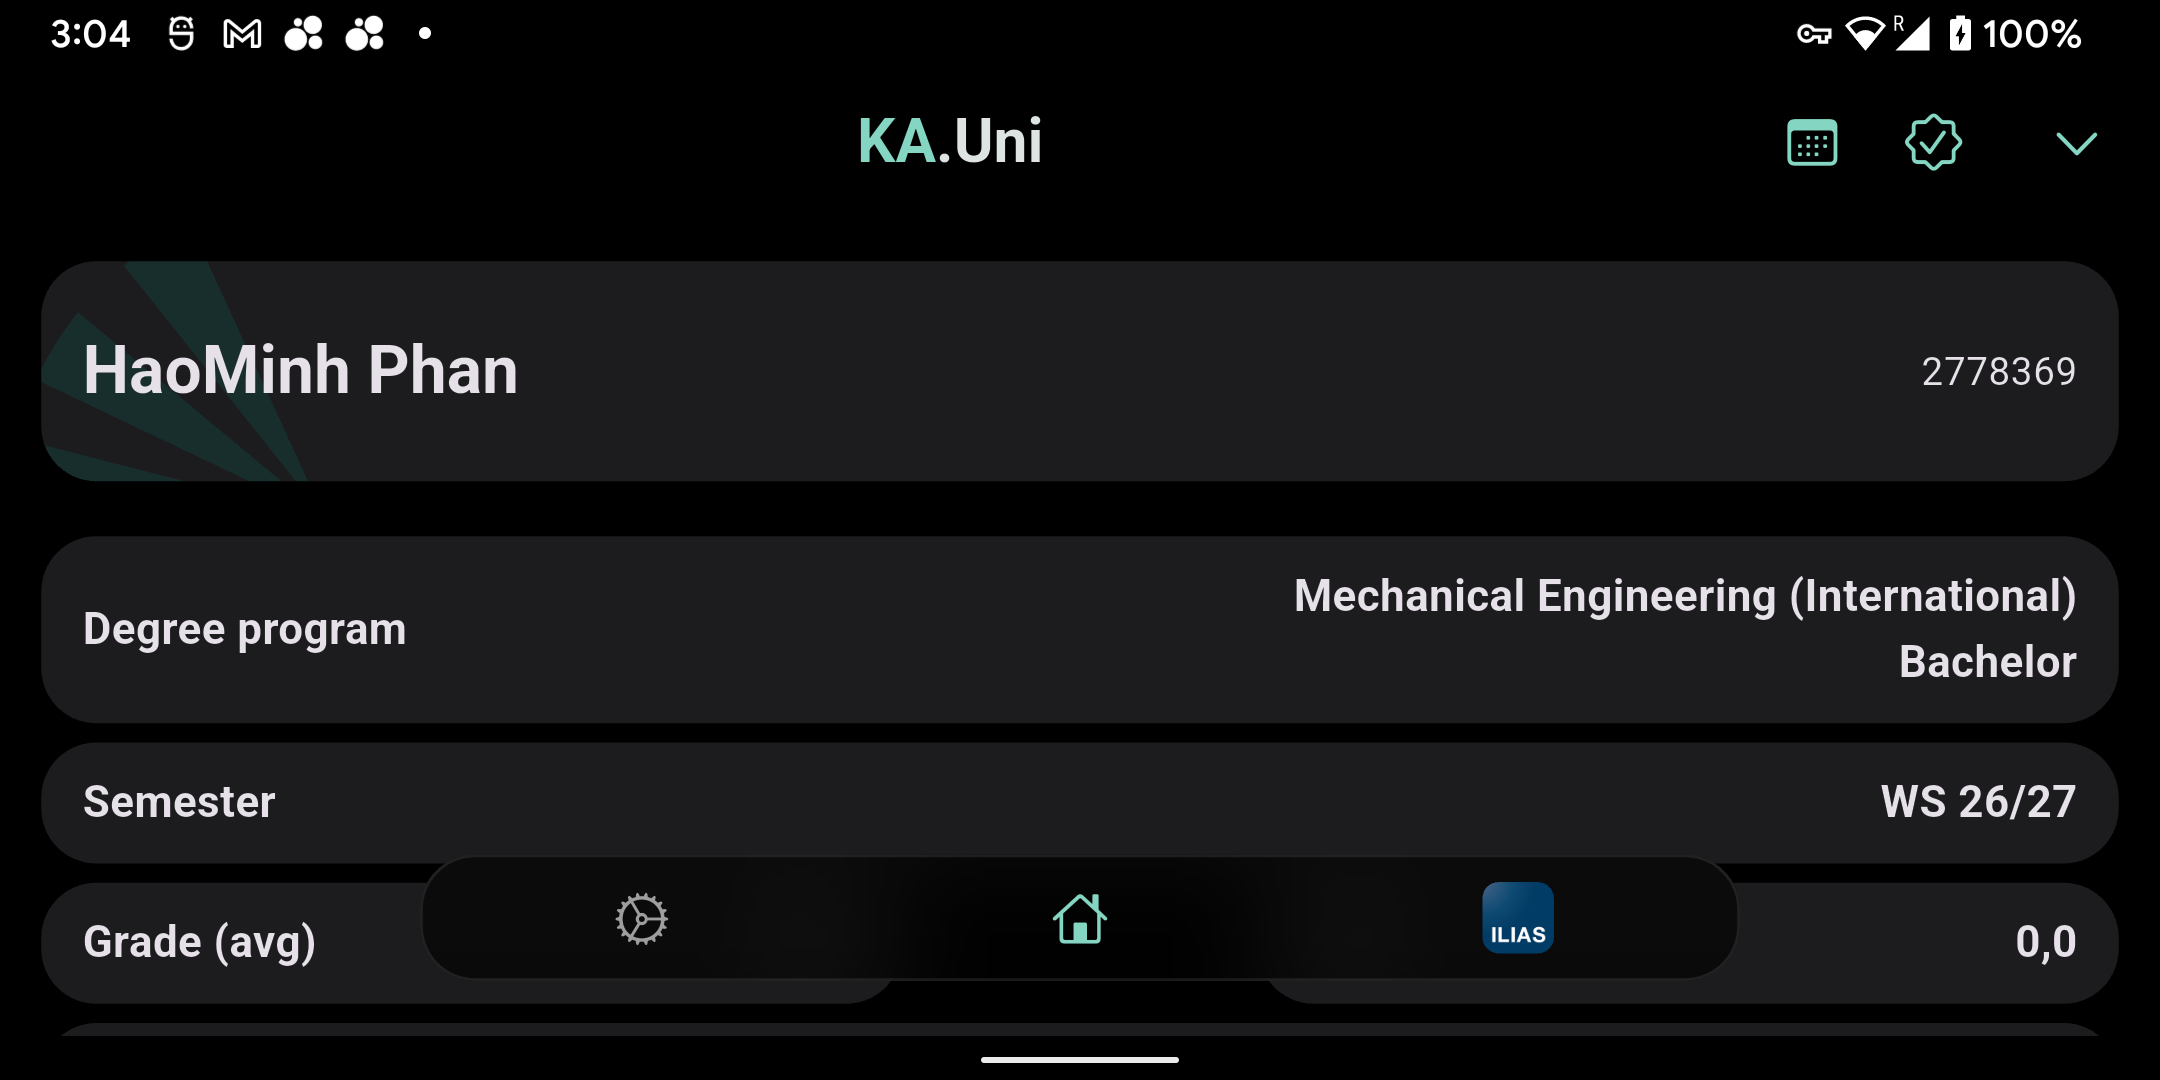 3:04
R
100%
KA.Uni
HaoMinh Phan
2778369
Degree program
Mechanical Engineering (International)
Bachelor
Semester
WS 26/27
Grade (avg)
0,0
ILIAS